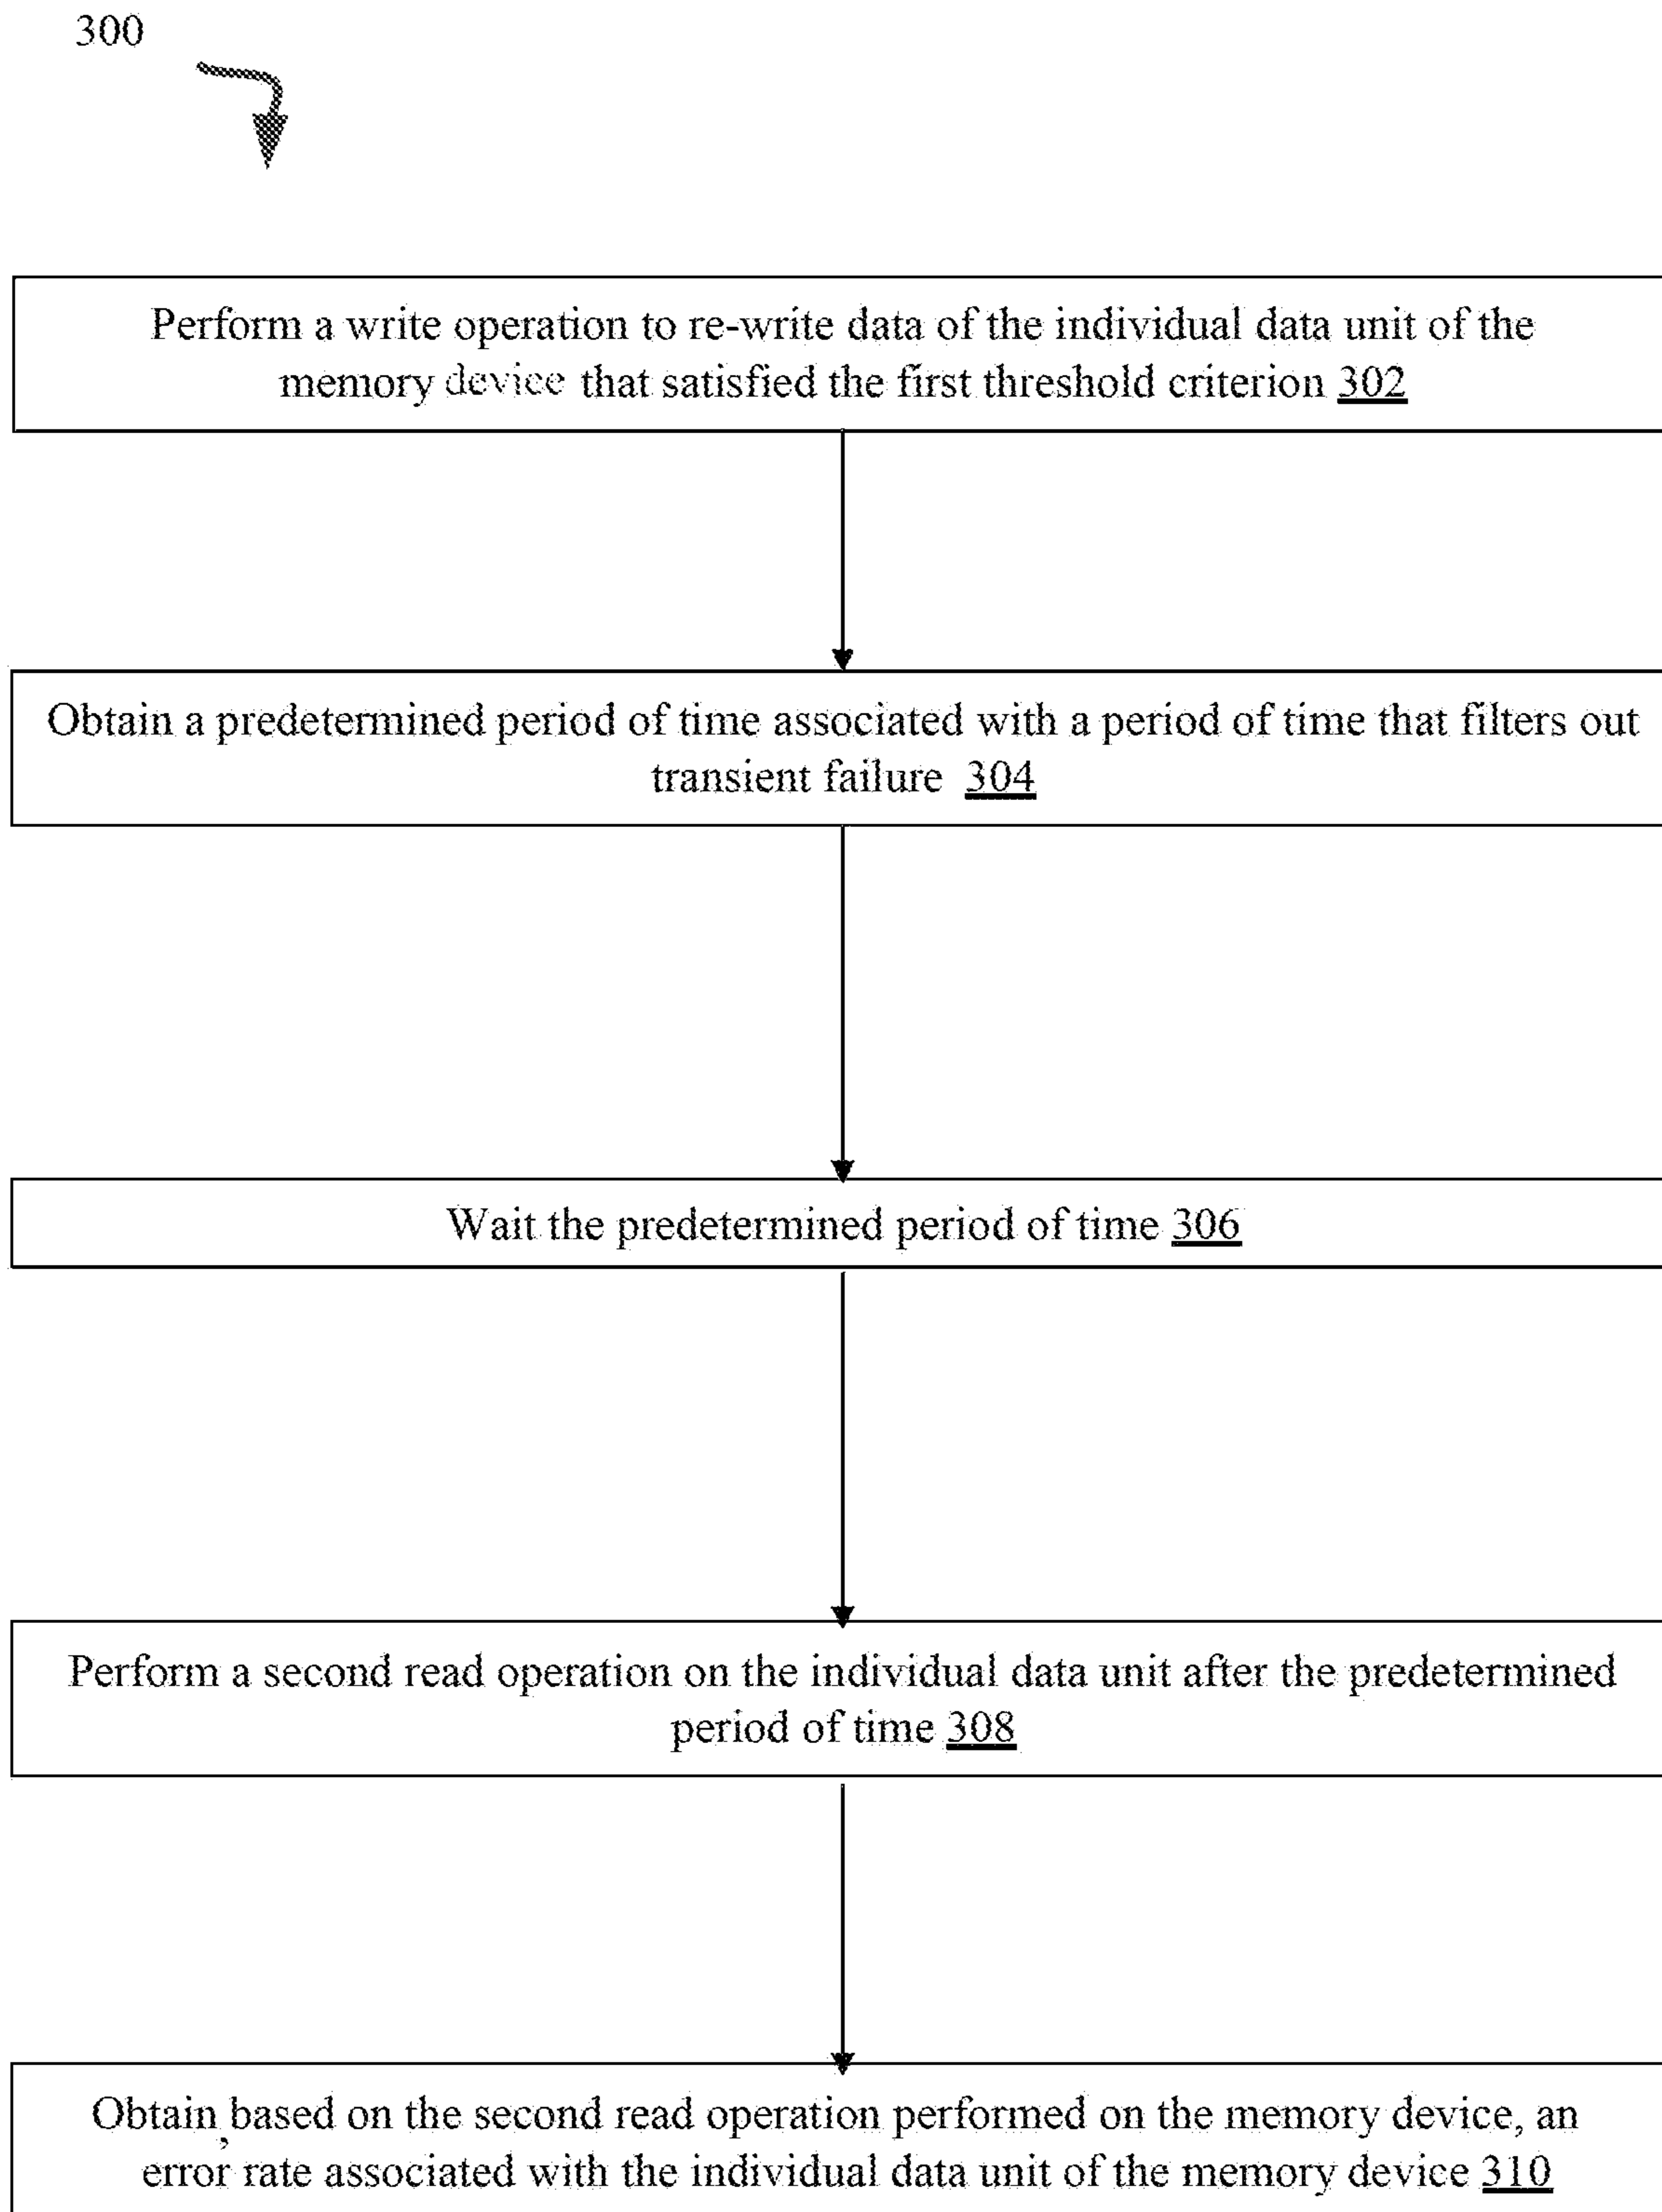 300
Perform a write operation to re-write data of the individual data unit of the
memory device that satisfied the first threshold criterion 302
Obtain a predetermined period of time associated with a period of time that filters out
transient failure 304
Wait the predetermined period of time 306
Perform a second read operation on the individual data unit after the predetermined
period of time 308
Obtain, based on the second read operation performed on the memory device, an
error rate associated with the individual data unit of the memory device 310